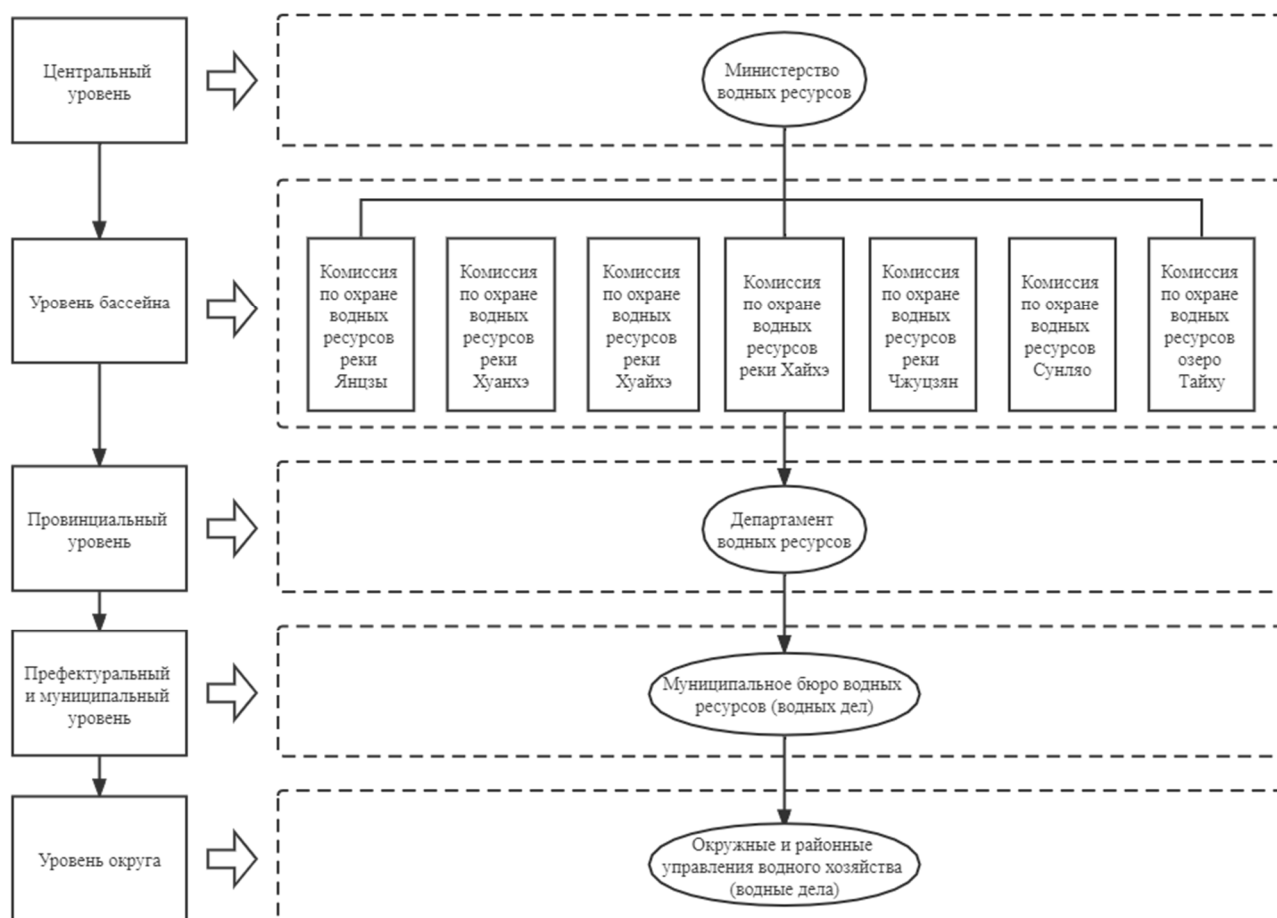 Центральный
уровень
Министерство
водных ресурсов
Уровень бассейна
Комиссия
по охране
водных
ресурсов
реки
Янцзы
Комиссия
по охране
водных
ресурсов
реки
Хуанхэ
Комиссия
по охране
водных
ресурсов
реки
Хуайхэ
Комиссия
по охране
водных
ресурсов
реки Хайхэ
Комиссия
по охране
водных
ресурсов
реки
Чжуцзян
Комиссия
по охране
водных
ресурсов
Сунляо
Комиссия
по охране
водных
ресурсов
озеро
Тайху
Провинциальный
уровень
Департамент
водных ресурсов
Префектуральный
и муниципальный
уровень
Муниципальное бюро водных
ресурсов (водных дел)
Уровень округа
Окружные и районные
управления водного хозяйства
(водные дела)